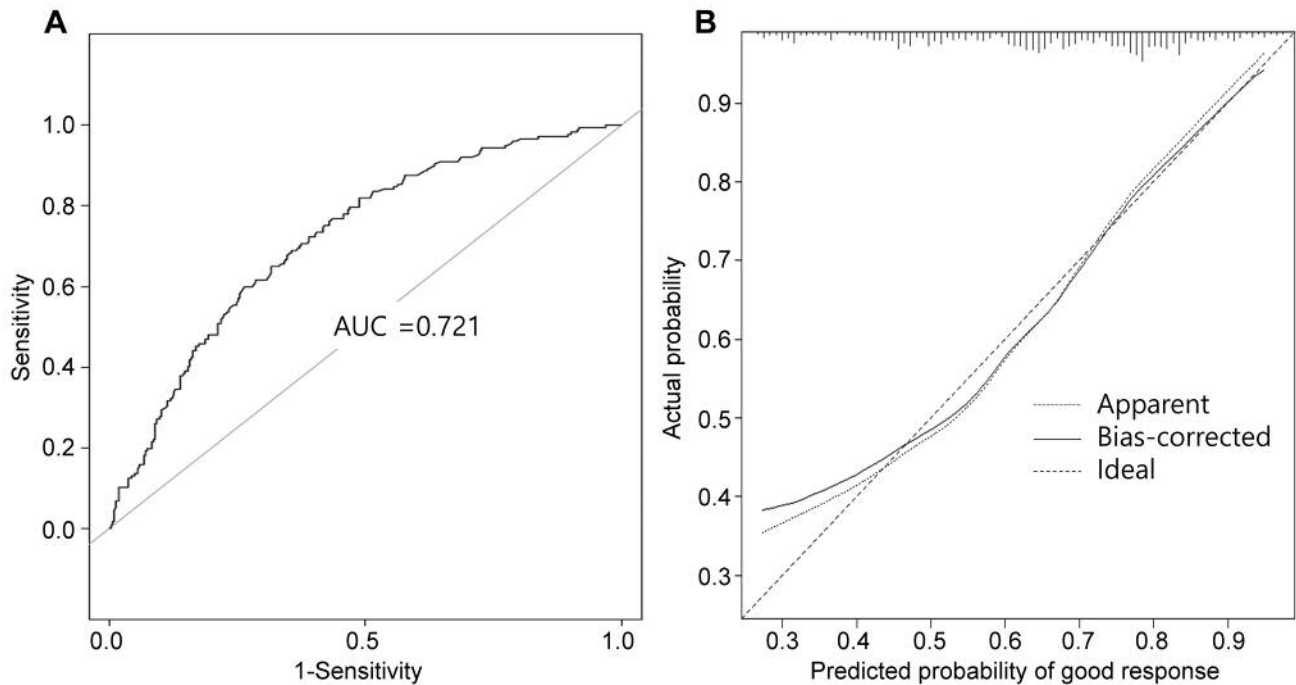 A
1.0
0.8
0.6
0.4
0.2
0.0
Sensitivity
AUC =0.721
0.0
0.5
1.0
1-Sensitivity
B
0.9
0.8
0.7
0.6
0.5
0.4
0.3
Actual probability
Apparent
Bias-corrected
Ideal
0.3
0.4
0.5
0.6
0.7
0.8
0.9
Predicted probability of good response